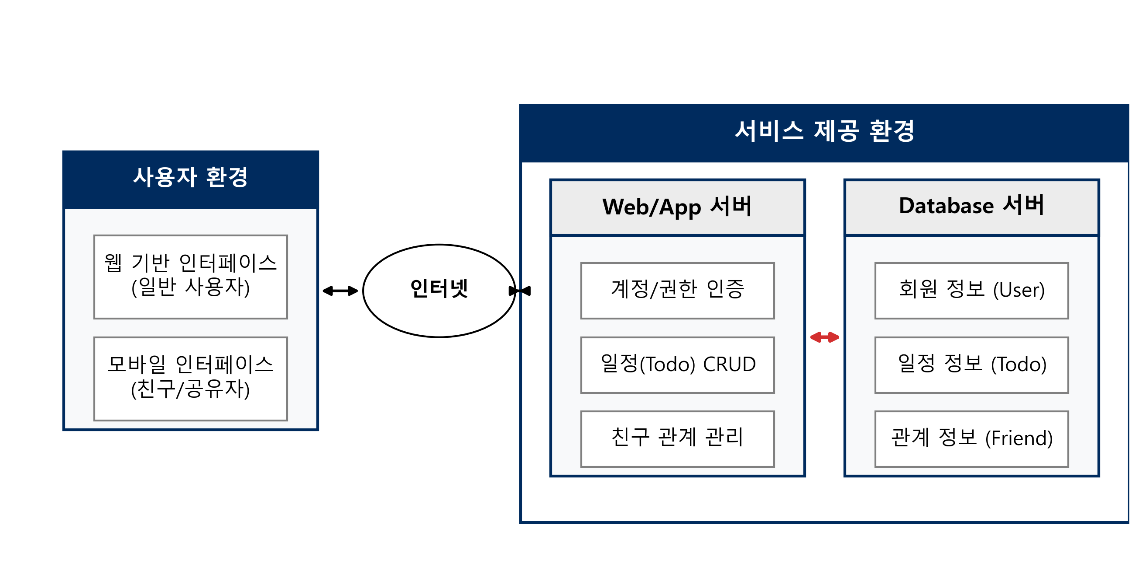 사용자 환경
웹 기반 인터페이스
(일반 사용자)
모바일 인터페이스
(친구/공유자)
인터넷
서비스 제공 환경
Web/App 서버
계정/권한 인증
일정(Todo) CRUD
친구 관계 관리
Database 서버
회원 정보 (User)
일정 정보 (Todo)
관계 정보 (Friend)